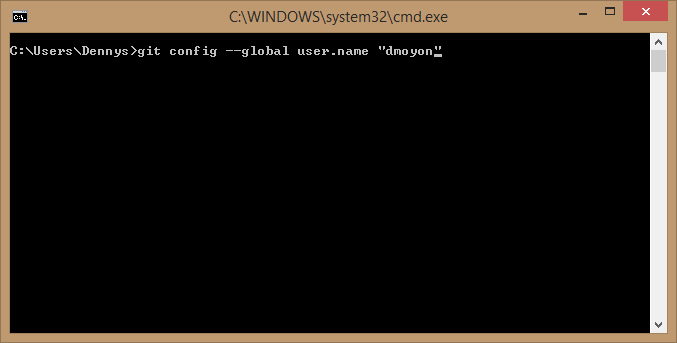 C:\WINDOWS\system32\cmd.exe
C:\Users\Dennys>git config --global user.name "dmoyon"